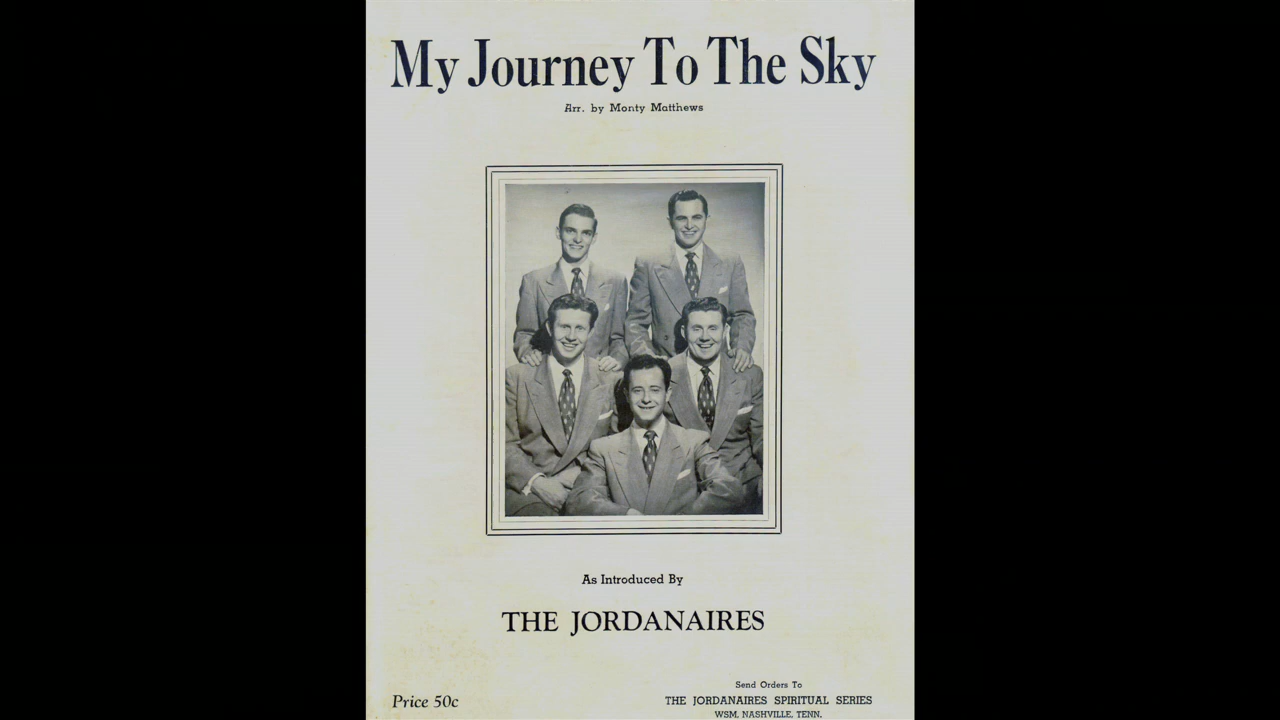 My Journey To The Sky
Arr. by Monty Matthews
As Introduced By
THE JORDANAIRES
Price 50c
Send Orders To
THE JORDANAIRES SPIRITUAL SERIES
WSM, NASHVILLE, TENN.